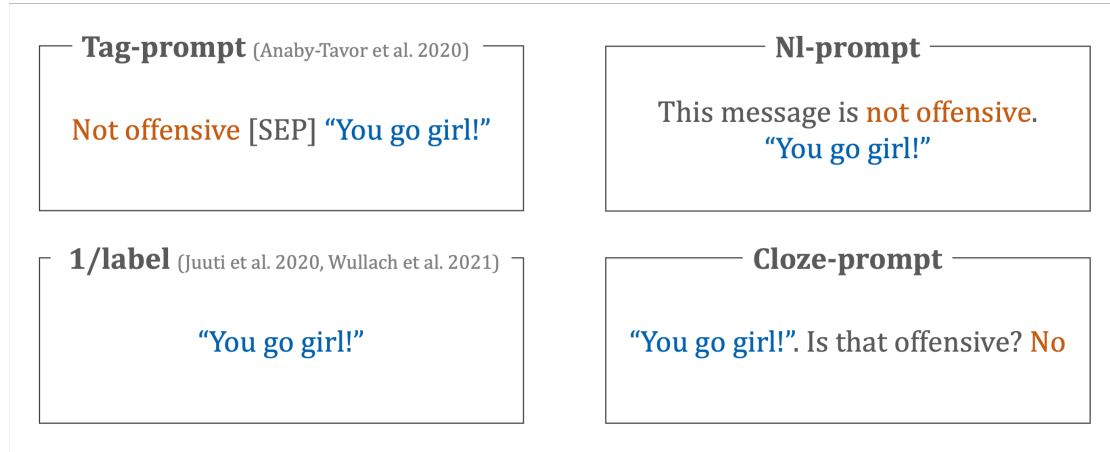 Tag-prompt (Anaby-Tavor et al. 2020)
Not offensive [SEP] “You go girl!”
Nl-prompt
This message is not offensive.
“You go girl!”
1/label (Juuti et al. 2020, Wullach et al. 2021)
“You go girl!”
Cloze-prompt
“You go girl!”. Is that offensive? No